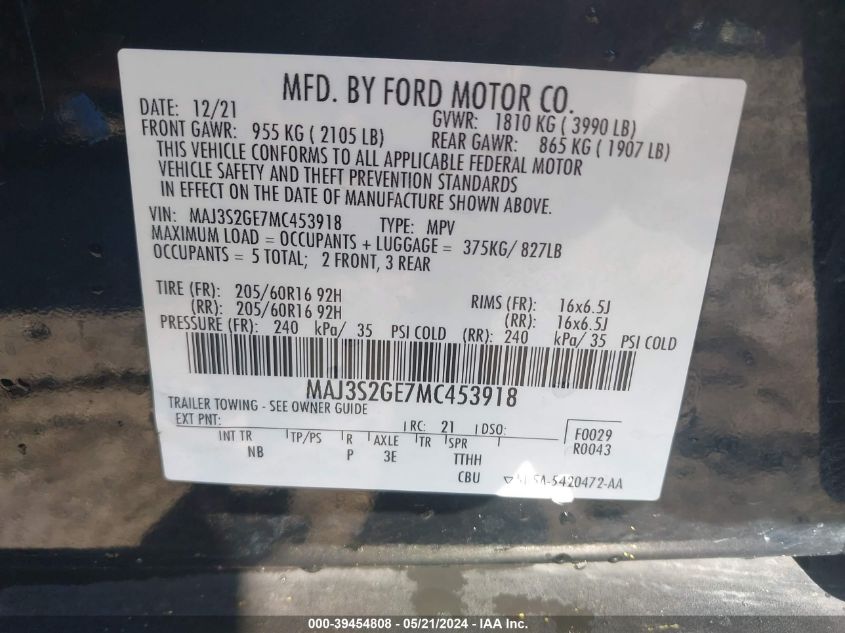 MFD. BY FORD MOTOR CO.
DATE: 12/21 GVWR: 1810 KG ( 3990 LB)
FRONT GAWR: 955 KG ( 2105 LB) REAR GAWR: 865 KG ( 1907 LB)
THIS VEHICLE CONFORMS TO ALL APPLICABLE FEDERAL MOTOR
VEHICLE SAFETY AND THEFT PREVENTION STANDARDS
IN EFFECT ON THE DATE OF MANUFACTURE SHOWN ABOVE.
VIN: MAJ3S2GE7MC453918 TYPE: MPV
MAXIMUM LOAD = OCCUPANTS + LUGGAGE = 375KG/ 827LB
OCCUPANTS = 5 TOTAL; 2 FRONT, 3 REAR
TIRE (FR): 205/60R16 92H RIMS (FR): 16x6.5J
(RR): 205/60R16 92H (RR): 16x6.5J
PRESSURE (FR): 240 kPa/ 35 PSI COLD (RR): 240 kPa/ 35 PSI COLD
MAJ3S2GE7MC453918
TRAILER TOWING - SEE OWNER GUIDE
EXT PNT: RC: 21 DSO: F0029
INT TR TP/PS R AXLE TR SPR R0043
NB P 3E TTHH
CBU -5420472-AA
000-39454808 - 05/21/2024 - IAA Inc.